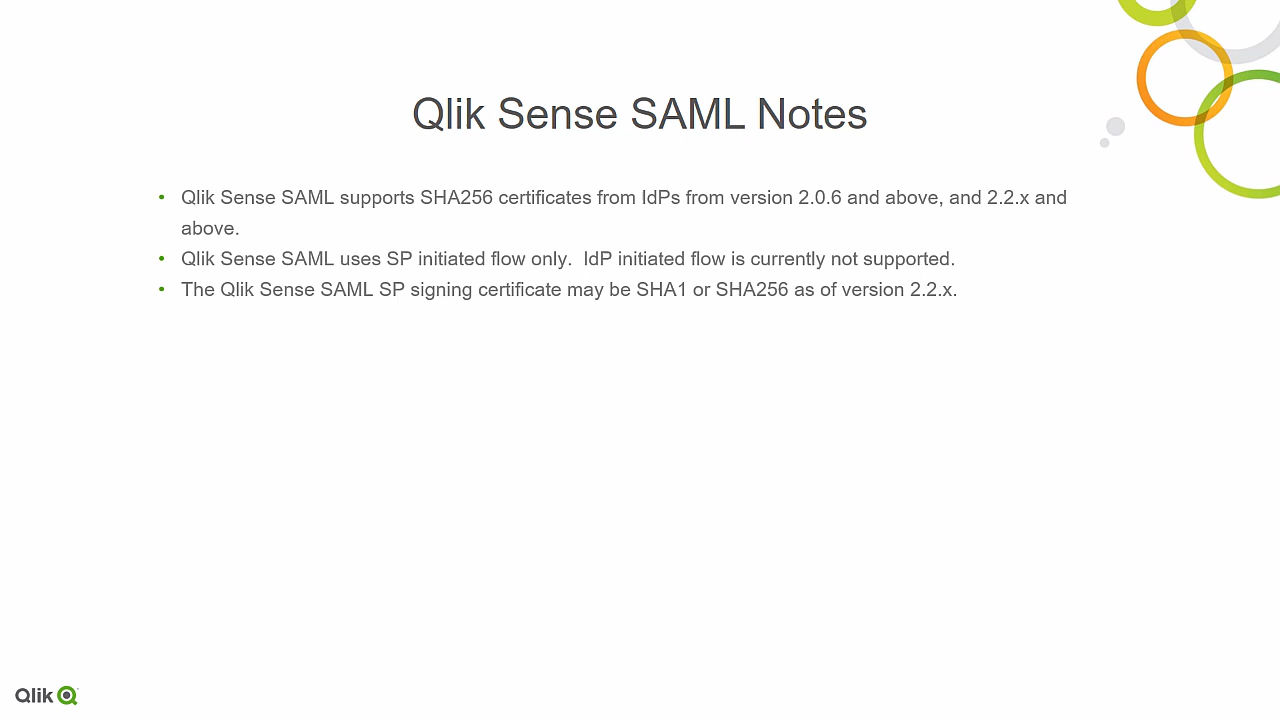 Qlik Sense SAML Notes
• Qlik Sense SAML supports SHA256 certificates from IdPs from version 2.0.6 and above, and 2.2.x and
above.
• Qlik Sense SAML uses SP initiated flow only.  IdP initiated flow is currently not supported.
• The Qlik Sense SAML SP signing certificate may be SHA1 or SHA256 as of version 2.2.x.
Qlik